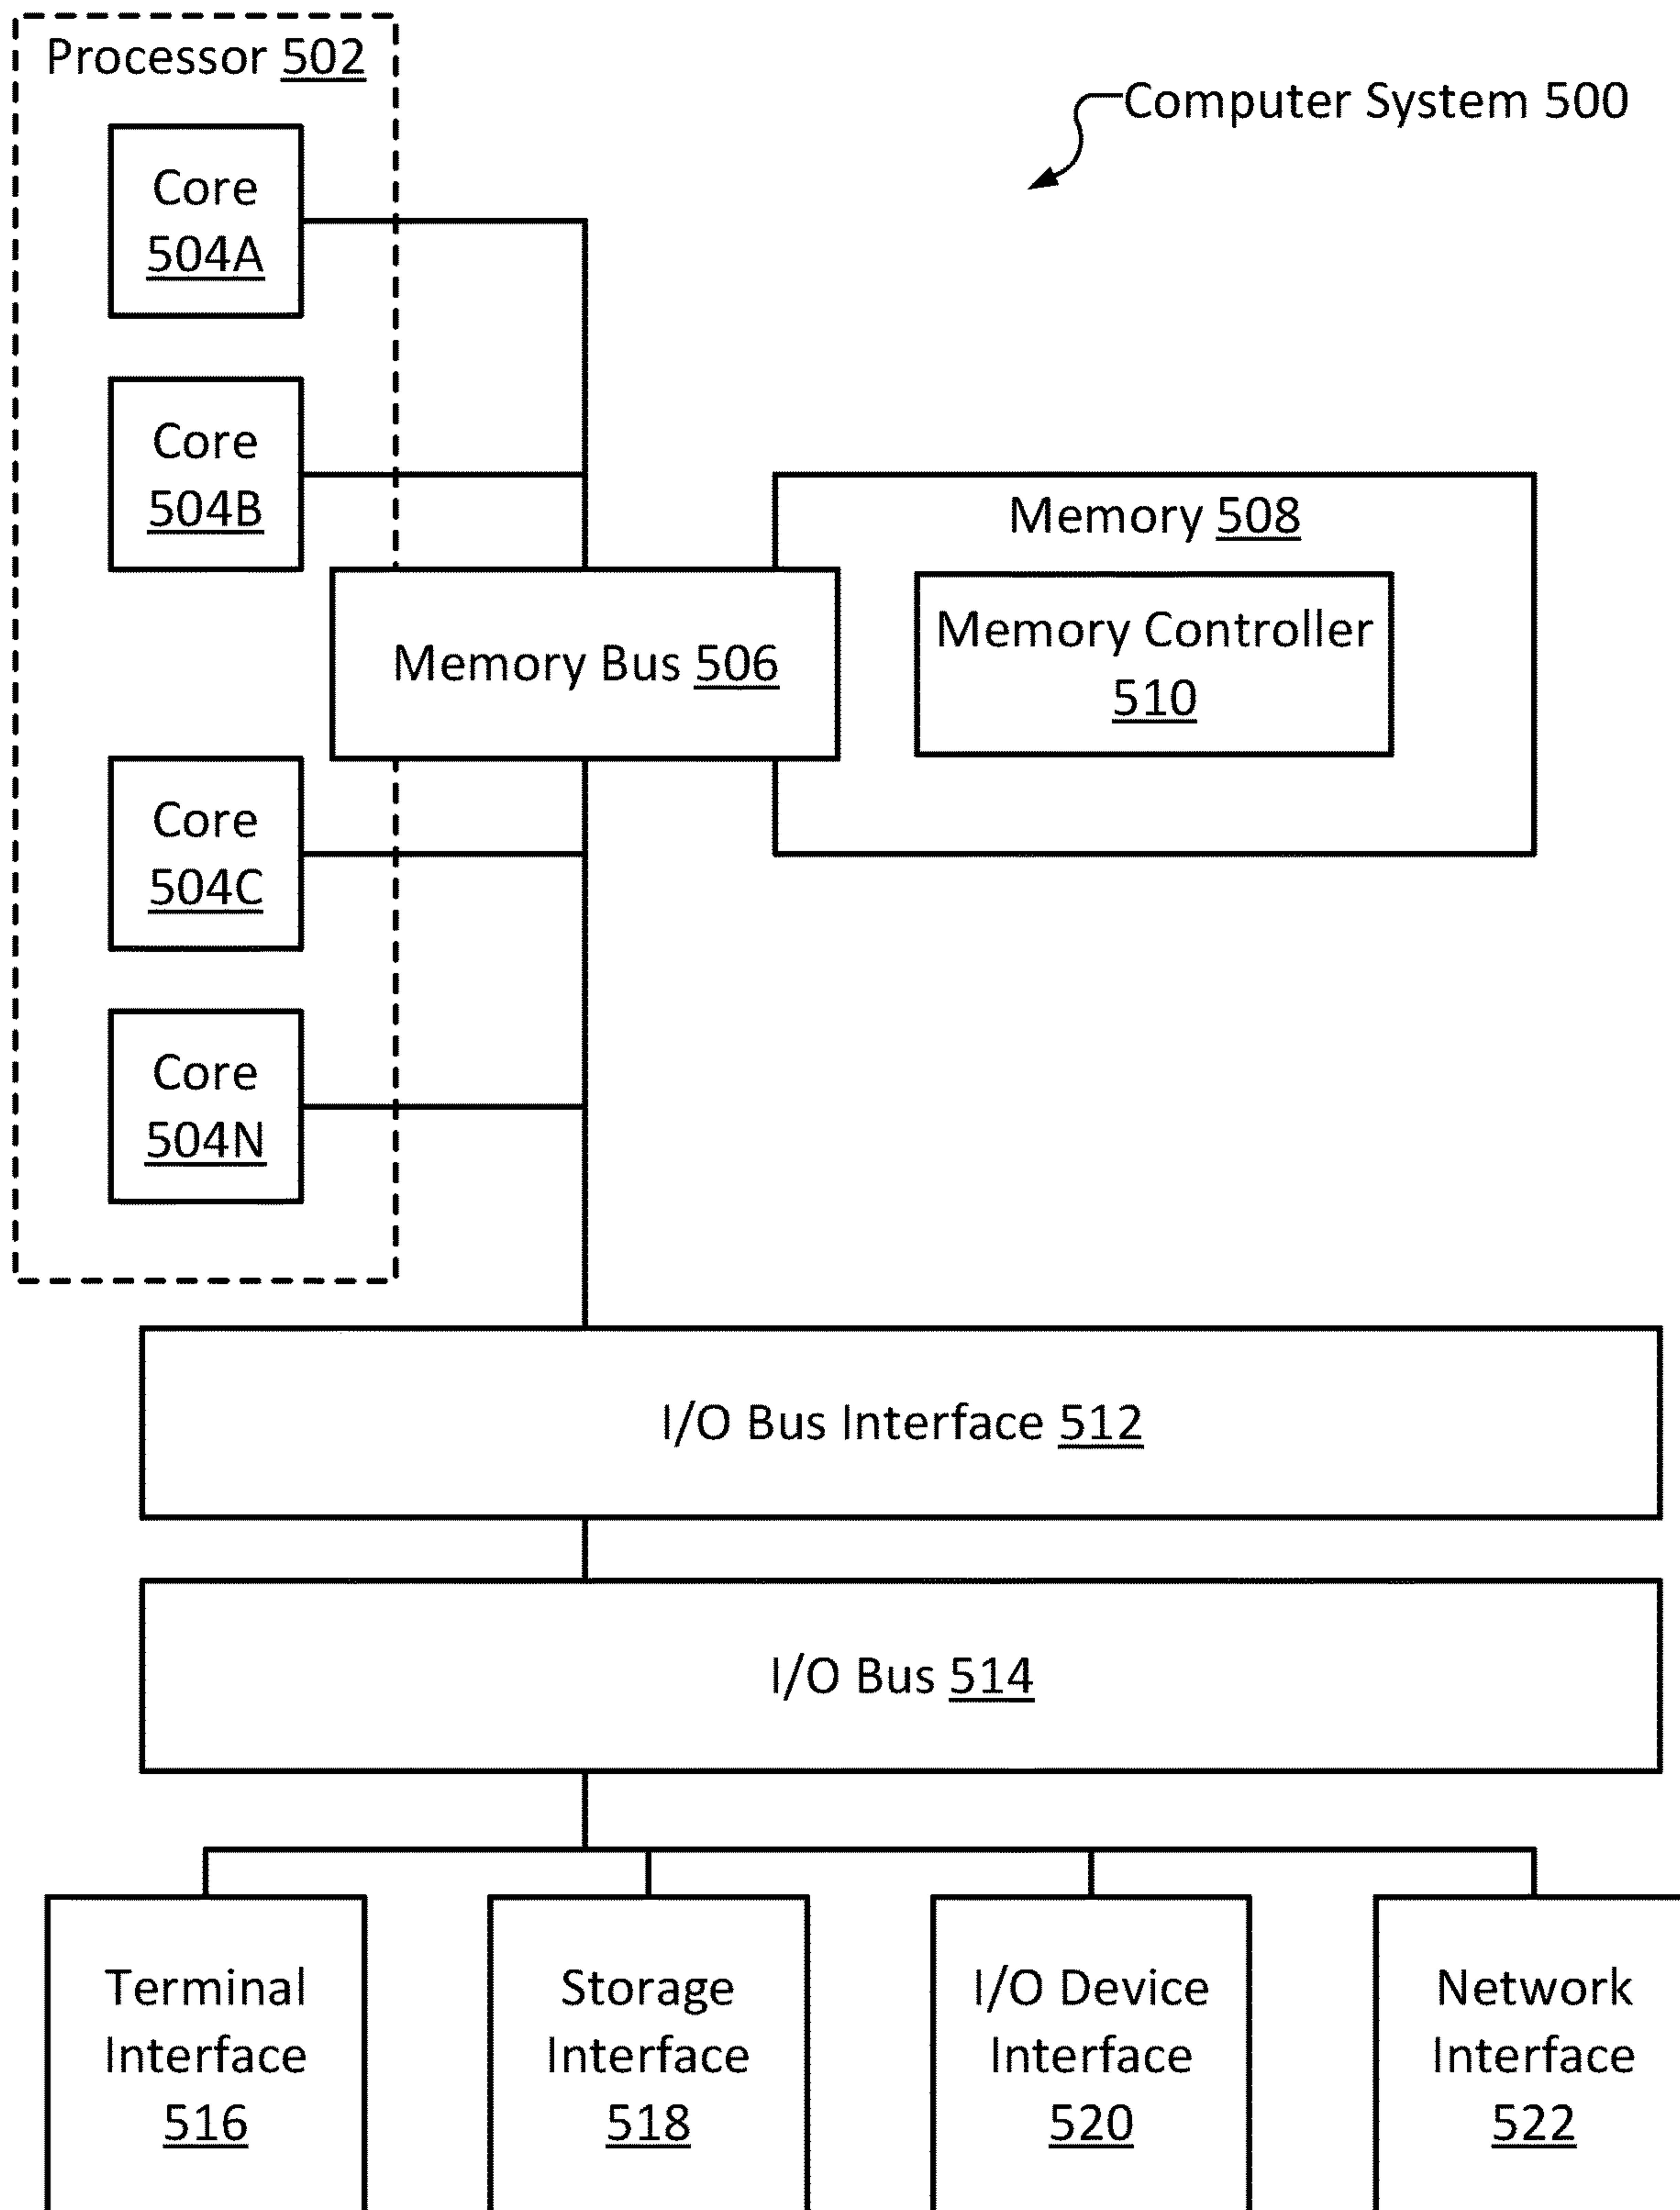 Processor 502
Computer System 500
Core
504A
Core
504B
Memory 508
Memory Controller
510
Memory Bus 506
Core
504C
Core
504N
I/O Bus Interface 512
I/O Bus 514
Terminal
Interface
516
Storage
Interface
518
I/O Device
Interface
520
Network
Interface
522